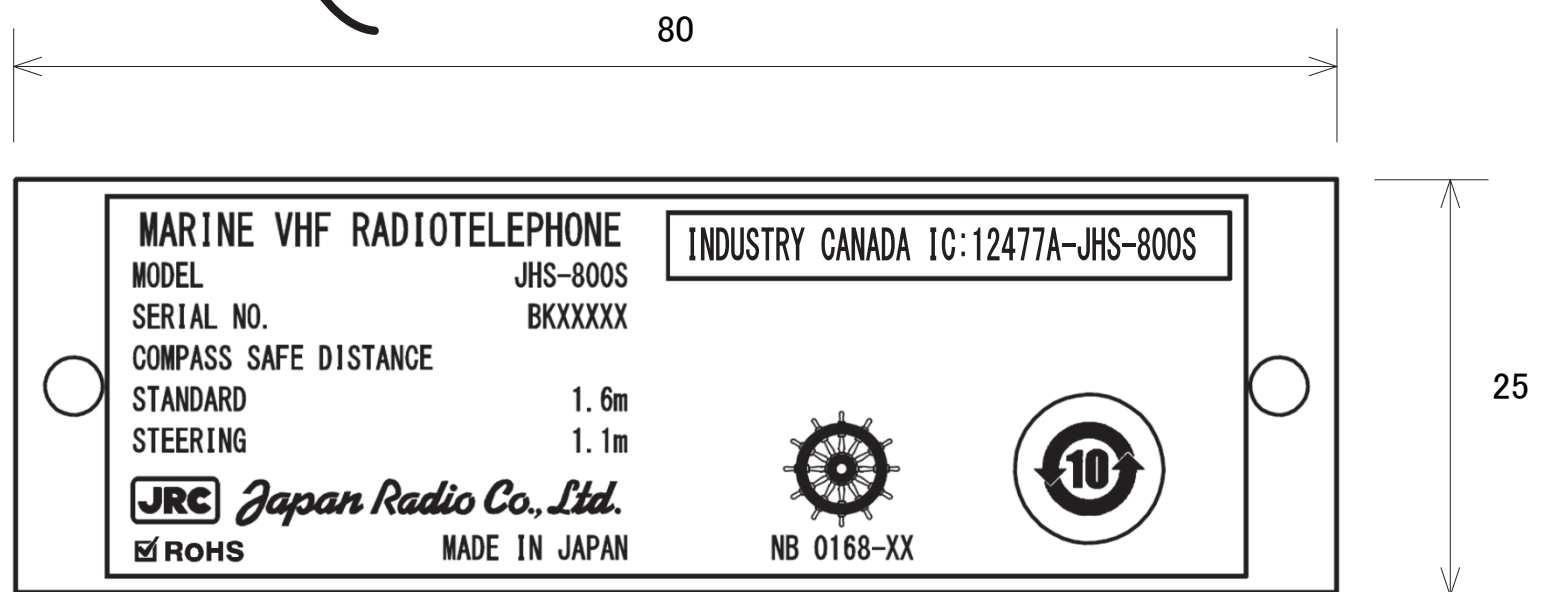 80
MARINE VHF RADIOTELEPHONE
INDUSTRY CANADA IC:12477A-JHS-800S
MODEL JHS-800S
SERIAL NO. BKXXXXX
COMPASS SAFE DISTANCE
STANDARD 1.6m
STEERING 1.1m
25
JRC Japan Radio Co., Ltd.
10
ROHS MADE IN JAPAN
NB 0168-XX